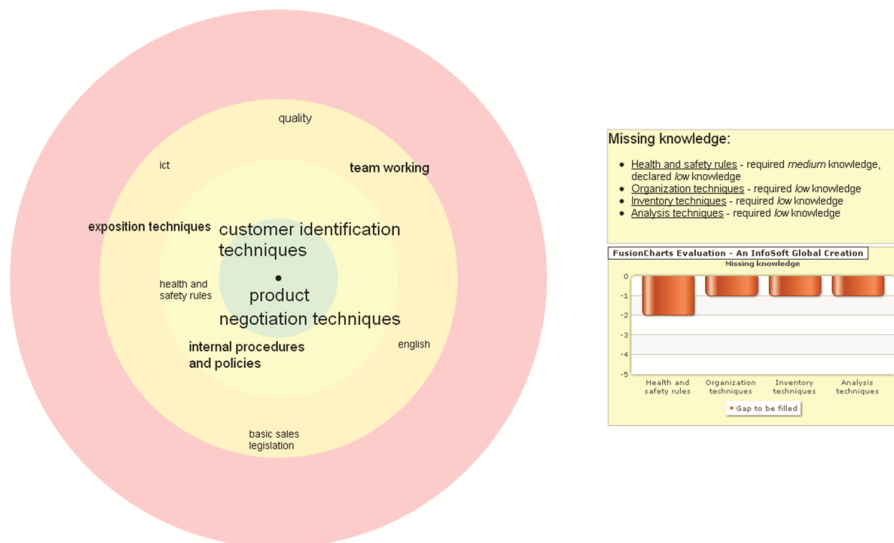 quality
ict
team working
exposition techniques
customer identification
techniques
health and
safety rules
product
negotiation techniques
internal procedures
and policies
english
basic sales
legislation
Missing knowledge:
Health and safety rules - required medium knowledge,
declared low knowledge
Organization techniques - required low knowledge
Inventory techniques - required low knowledge
Analysis techniques - required low knowledge
FusionCharts Evaluation - An InfoSoft Global Creation
Missing knowledge
0
-1
-2
-3
-4
-5
Health and
safety rules
Organization
techniques
Inventory
techniques
Analysis
techniques
Gap to be filled